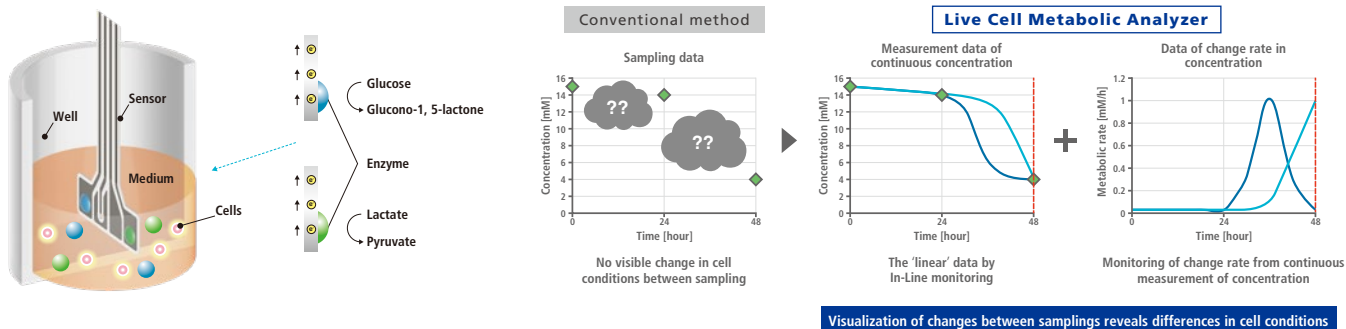 Well
Sensor
Medium
Cells
e-
e-
e-
Glucose
Glucono-1, 5-lactone
Enzyme
e-
e-
e-
Lactate
Pyruvate
Conventional method
Sampling data
Concentration [mM]
16
14
12
10
8
6
4
2
0
??
??
0
24
48
Time [hour]
No visible change in cell
conditions between sampling
Live Cell Metabolic Analyzer
Measurement data of
continuous concentration
Concentration [mM]
16
14
12
10
8
6
4
2
0
0
24
48
Time [hour]
The ‘linear’ data by
In-Line monitoring
+
Data of change rate in
concentration
Metabolic rate [mM/h]
1.2
1
0.8
0.6
0.4
0.2
0
0
24
48
Time [hour]
Monitoring of change rate from continuous
measurement of concentration
Visualization of changes between samplings reveals differences in cell conditions